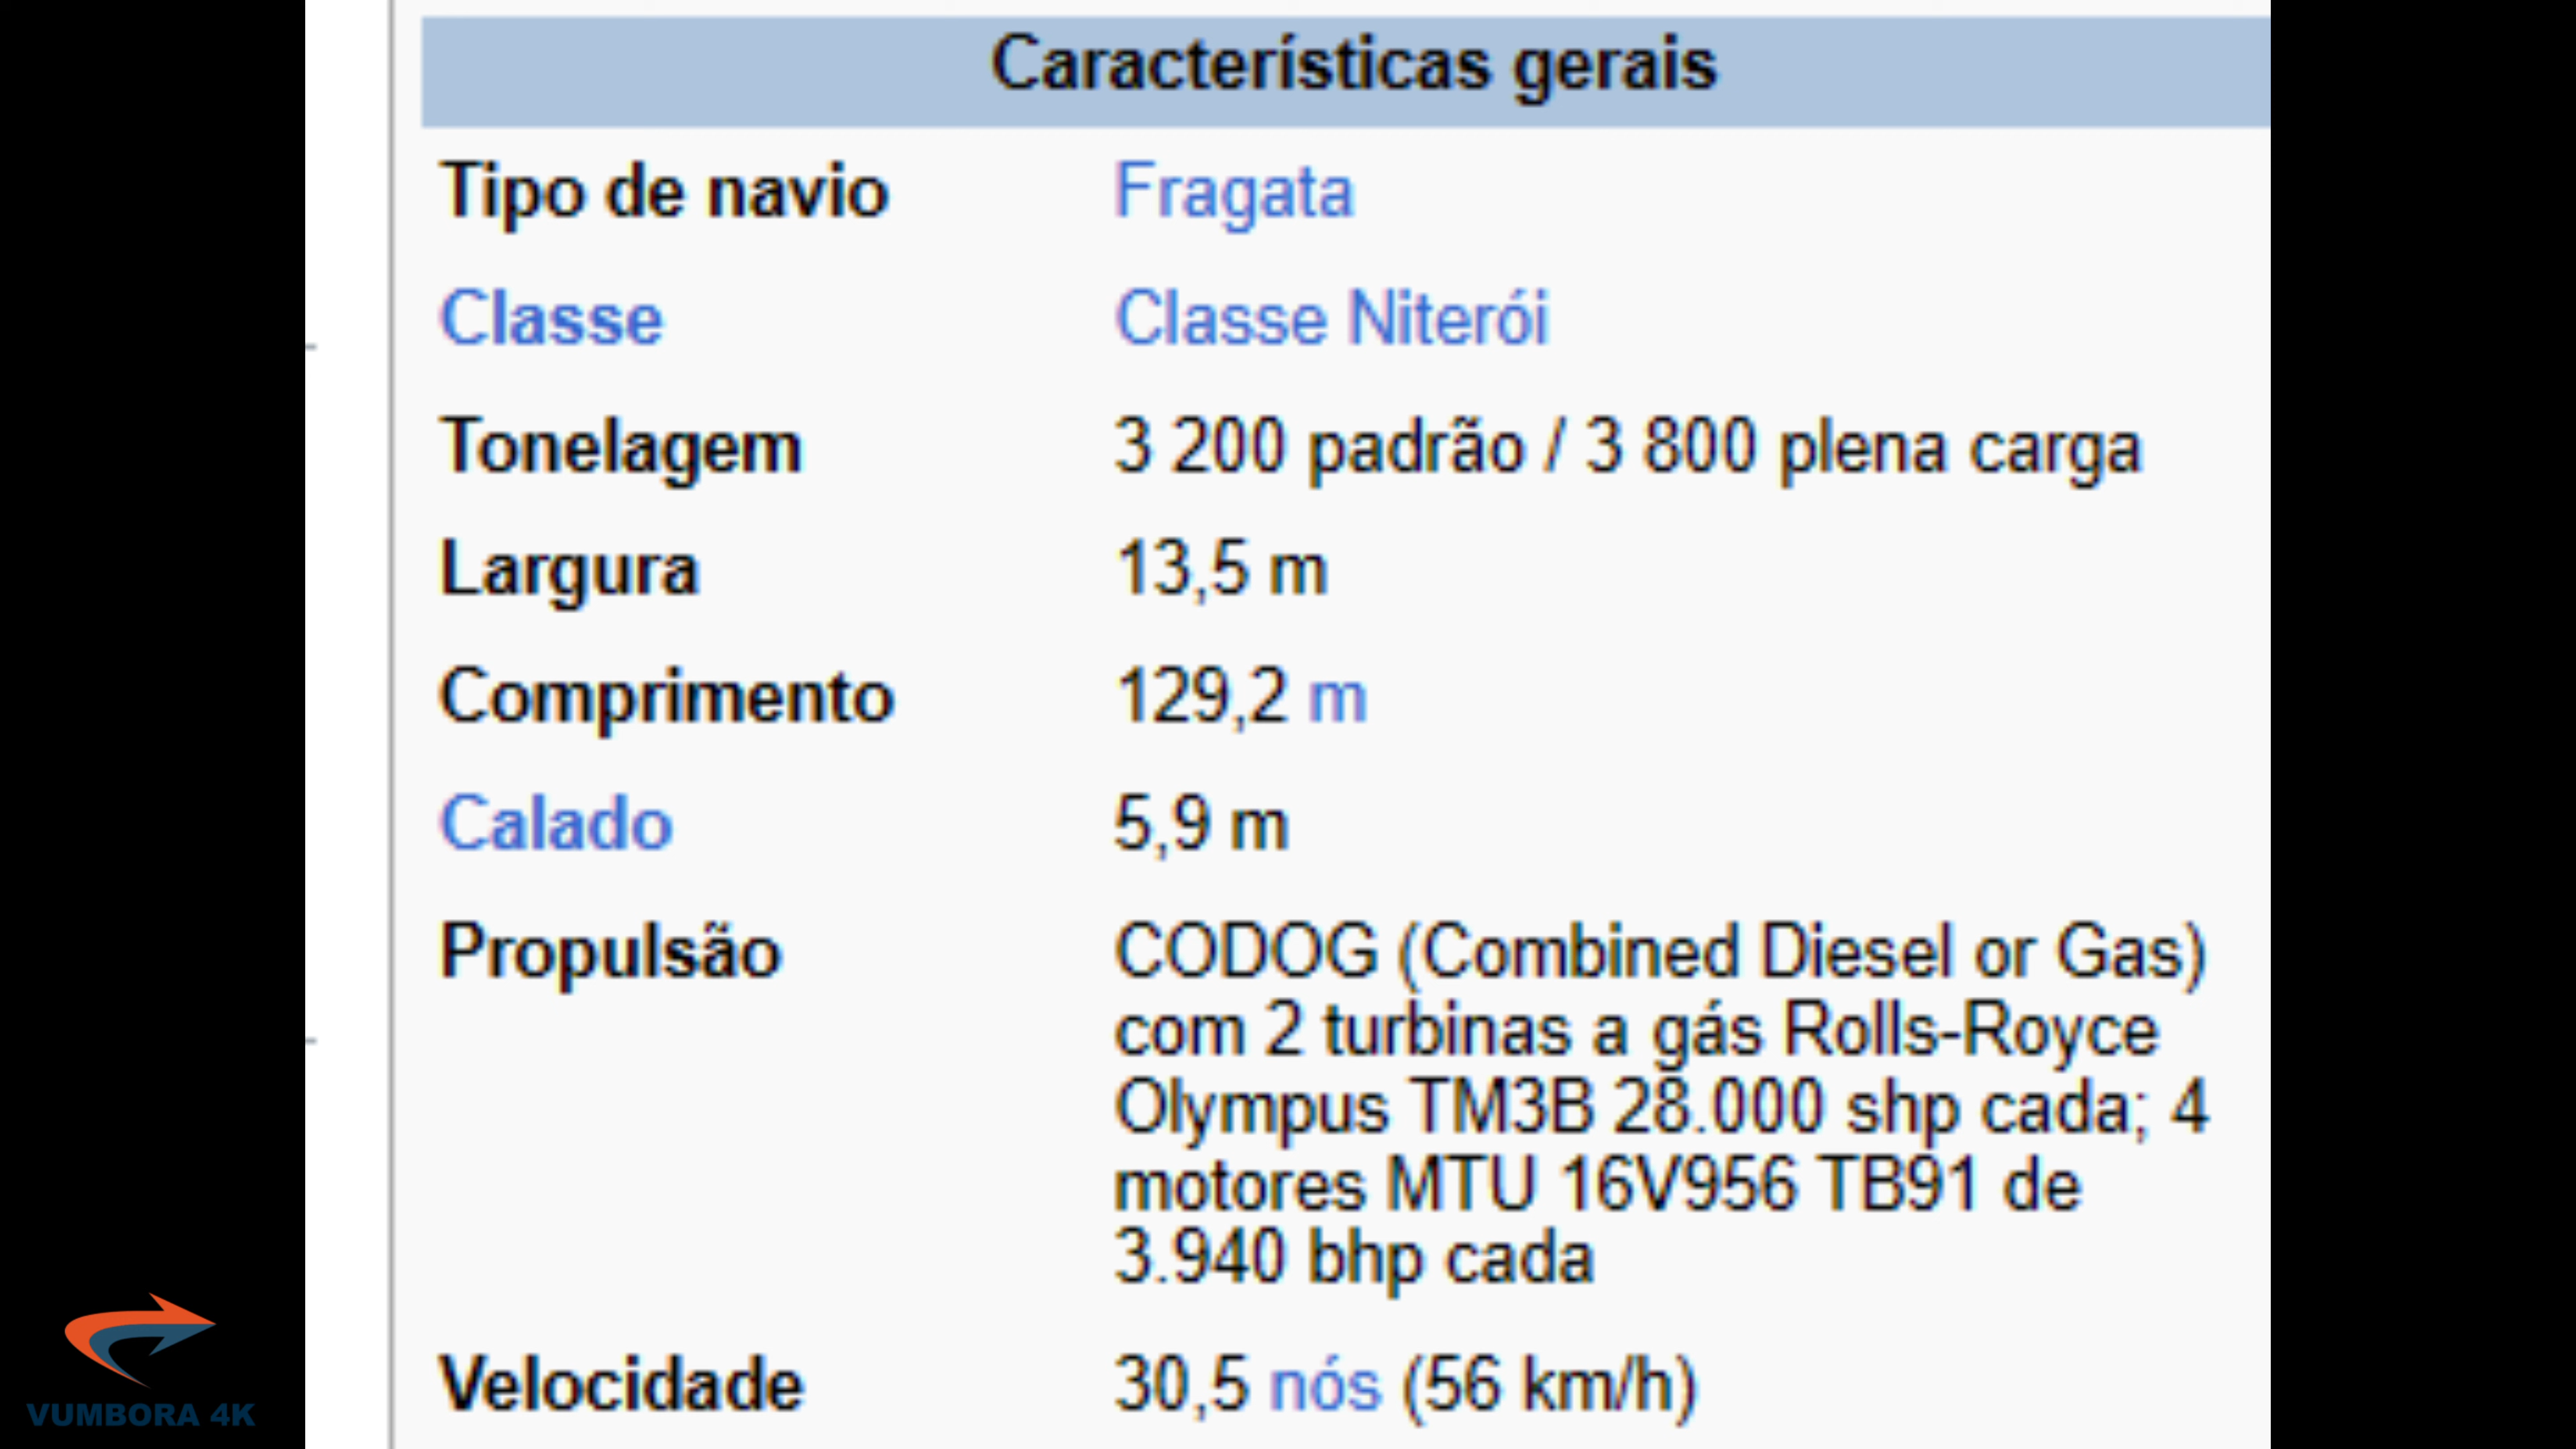 Características gerais
Tipo de navio Fragata
Classe Classe Niterói
Tonelagem 3 200 padrão / 3 800 plena carga
Largura 13,5 m
Comprimento 129,2 m
Calado 5,9 m
Propulsão CODOG (Combined Diesel or Gas)
com 2 turbinas a gás Rolls-Royce
Olympus TM3B 28.000 shp cada; 4
motores MTU 16V956 TB91 de
3.940 bhp cada
Velocidade 30,5 nós (56 km/h)
VUMBORA 4K